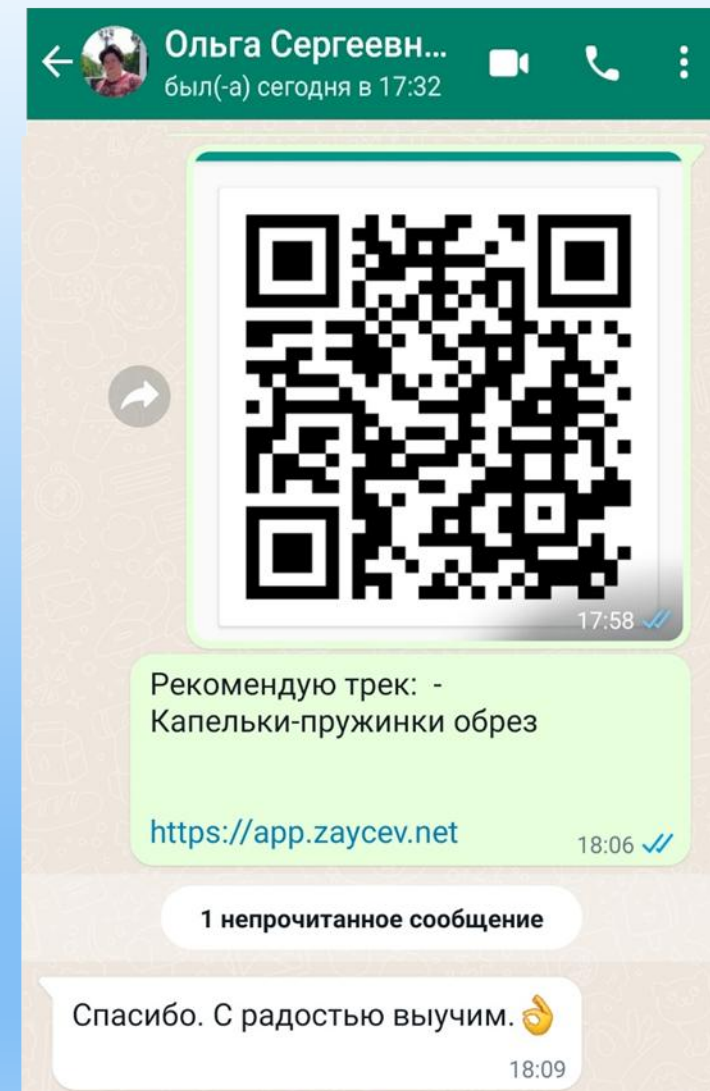 Ольга Сергеевн...
был(-а) сегодня в 17:32
17:58
Рекомендую трек: -
Капельки-пружинки обрез
https://app.zaycev.net
18:06
1 непрочитанное сообщение
Спасибо. С радостью выучим.👌
18:09